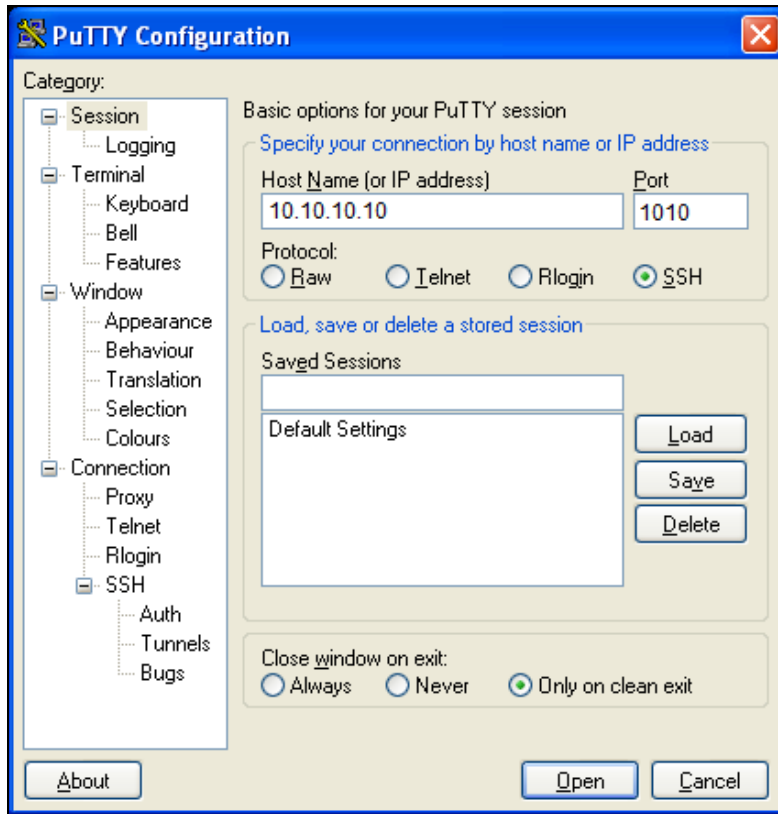 PuTTY Configuration
Category:
Session
Logging
Terminal
Keyboard
Bell
Features
Window
Appearance
Behaviour
Translation
Selection
Colours
Connection
Proxy
Telnet
Rlogin
SSH
Auth
Tunnels
Bugs
Basic options for your PuTTY session
Specify your connection by host name or IP address
Host Name (or IP address) Port
10.10.10.10 1010
Protocol:
Raw Telnet Rlogin SSH
Load, save or delete a stored session
Saved Sessions
Default Settings
Load
Save
Delete
Close window on exit:
Always Never Only on clean exit
About Open Cancel